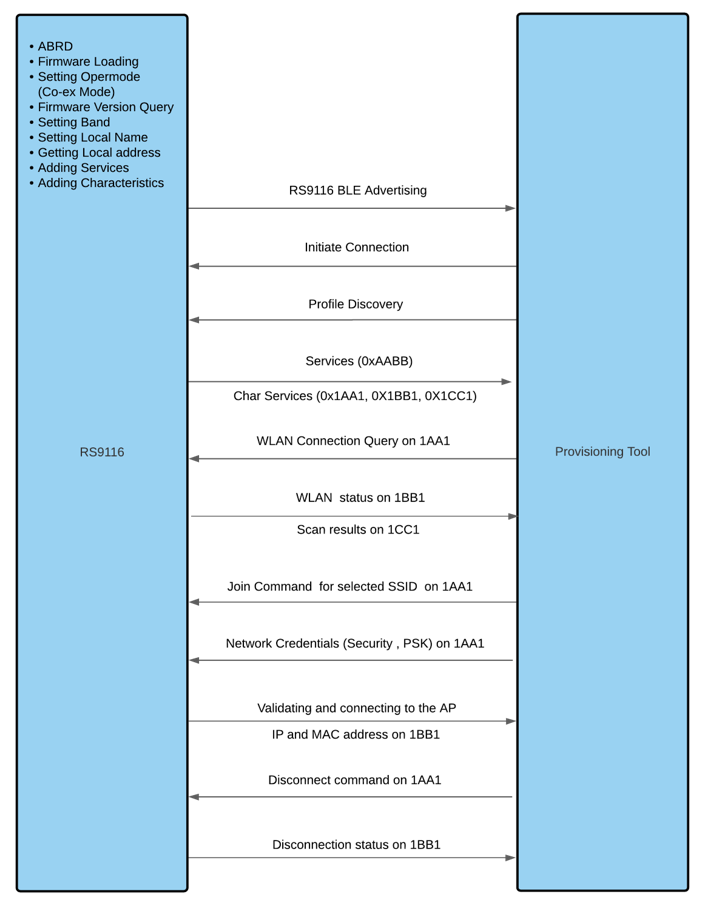 • ABRD
• Firmware Loading
• Setting Opermode
(Co-ex Mode)
• Firmware Version Query
• Setting Band
• Setting Local Name
• Getting Local address
• Adding Services
• Adding Characteristics
RS9116 BLE Advertising
Initiate Connection
Profile Discovery
Services (0xAABB)
Char Services (0x1AA1, 0X1BB1, 0X1CC1)
WLAN Connection Query on 1AA1
RS9116
Provisioning Tool
WLAN status on 1BB1
Scan results on 1CC1
Join Command for selected SSID on 1AA1
Network Credentials (Security , PSK) on 1AA1
Validating and connecting to the AP
IP and MAC address on 1BB1
Disconnect command on 1AA1
Disconnection status on 1BB1